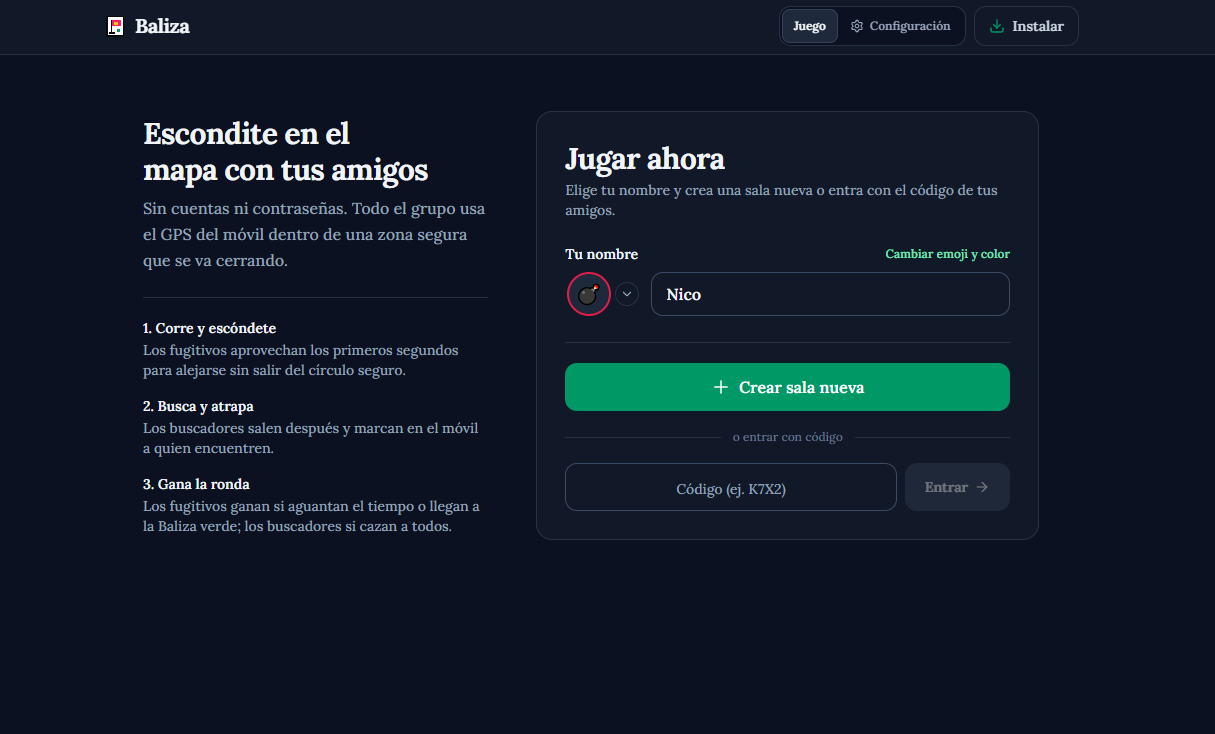 Baliza
Juego
Configuración
Instalar
Escondite en el
mapa con tus amigos
Sin cuentas ni contraseñas. Todo el grupo usa
el GPS del móvil dentro de una zona segura
que se va cerrando.
1. Corre y escóndete
Los fugitivos aprovechan los primeros segundos
para alejarse sin salir del círculo seguro.
2. Busca y atrapa
Los buscadores salen después y marcan en el móvil
a quien encuentren.
3. Gana la ronda
Los fugitivos ganan si aguantan el tiempo o llegan a
la Baliza verde; los buscadores si cazan a todos.
Jugar ahora
Elige tu nombre y crea una sala nueva o entra con el código de tus
amigos.
Tu nombre
Cambiar emoji y color
Nico
Crear sala nueva
o entrar con código
Código (ej. K7X2)
Entrar